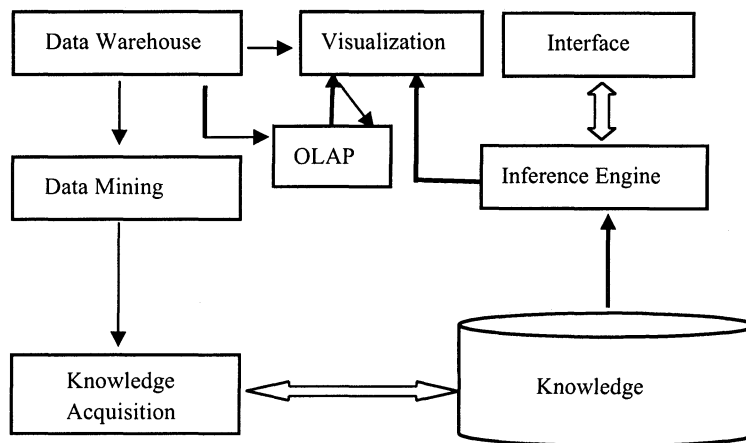 Data Warehouse
Visualization
Interface
OLAP
Data Mining
Inference Engine
Knowledge
Acquisition
Knowledge